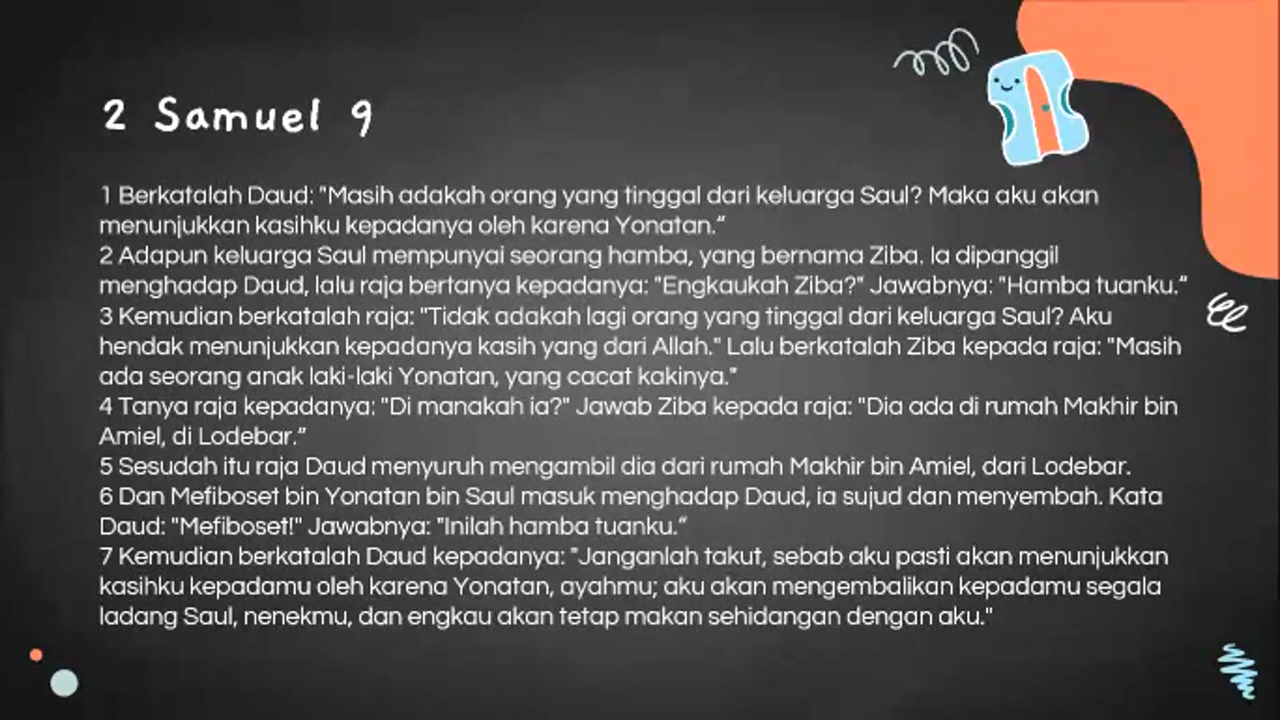 2 Samuel 9
1 Berkatalah Daud: "Masih adakah orang yang tinggal dari keluarga Saul? Maka aku akan
menunjukkan kasihku kepadanya oleh karena Yonatan.“
2 Adapun keluarga Saul mempunyai seorang hamba, yang bernama Ziba. Ia dipanggil
menghadap Daud, lalu raja bertanya kepadanya: "Engkaukah Ziba?" Jawabnya: "Hamba tuanku.“
3 Kemudian berkatalah raja: "Tidak adakah lagi orang yang tinggal dari keluarga Saul? Aku
hendak menunjukkan kepadanya kasih yang dari Allah." Lalu berkatalah Ziba kepada raja: "Masih
ada seorang anak laki-laki Yonatan, yang cacat kakinya."
4 Tanya raja kepadanya: "Di manakah ia?" Jawab Ziba kepada raja: "Dia ada di rumah Makhir bin
Amiel, di Lodebar.“
5 Sesudah itu raja Daud menyuruh mengambil dia dari rumah Makhir bin Amiel, dari Lodebar.
6 Dan Mefiboset bin Yonatan bin Saul masuk menghadap Daud, ia sujud dan menyembah. Kata
Daud: "Mefiboset!" Jawabnya: "Inilah hamba tuanku.“
7 Kemudian berkatalah Daud kepadanya: "Janganlah takut, sebab aku pasti akan menunjukkan
kasihku kepadamu oleh karena Yonatan, ayahmu; aku akan mengembalikan kepadamu segala
ladang Saul, nenekmu, dan engkau akan tetap makan sehidangan dengan aku."